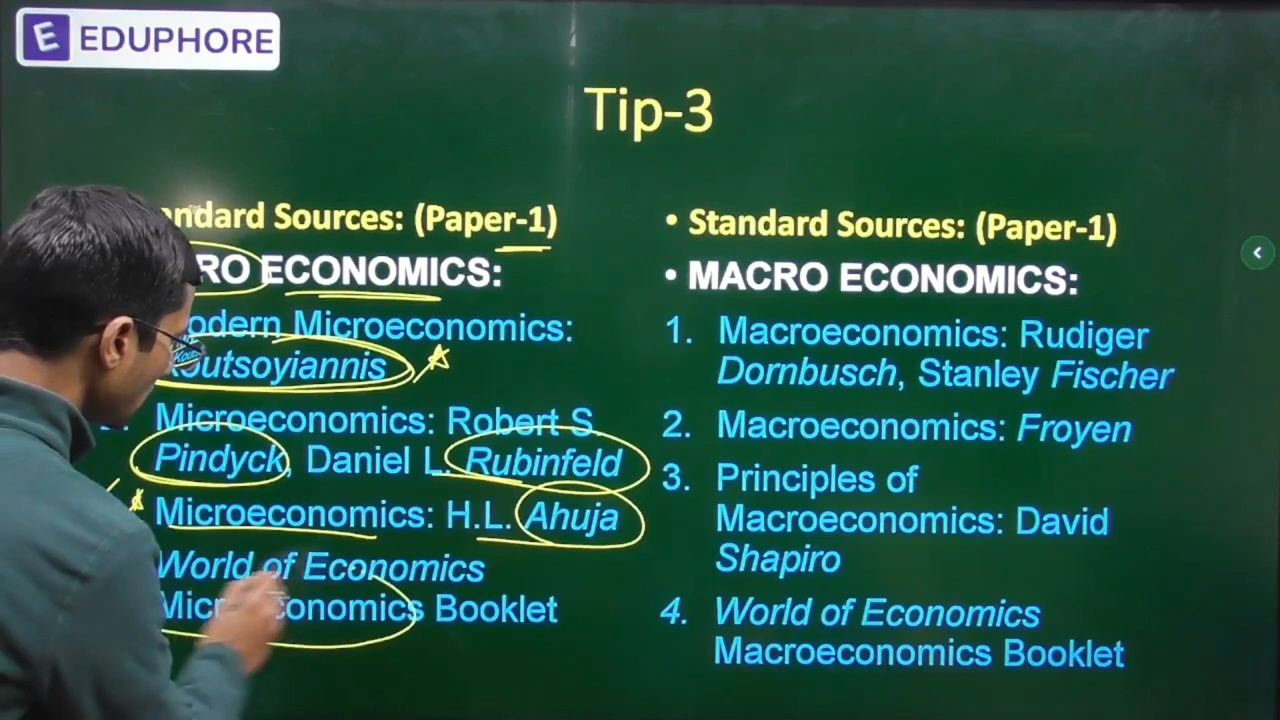 E EDUPHORE
Tip-3
ndard Sources: (Paper-1)
RO ECONOMICS:
odern Microeconomics:
outsoyiannis
Microeconomics: Robert S.
Pindyck, Daniel L. Rubinfeld
Microeconomics: H.L. Ahuja
World of Economics
Microeconomics Booklet
• Standard Sources: (Paper-1)
• MACRO ECONOMICS:
1. Macroeconomics: Rudiger
Dornbusch, Stanley Fischer
2. Macroeconomics: Froyen
3. Principles of
Macroeconomics: David
Shapiro
4. World of Economics
Macroeconomics Booklet